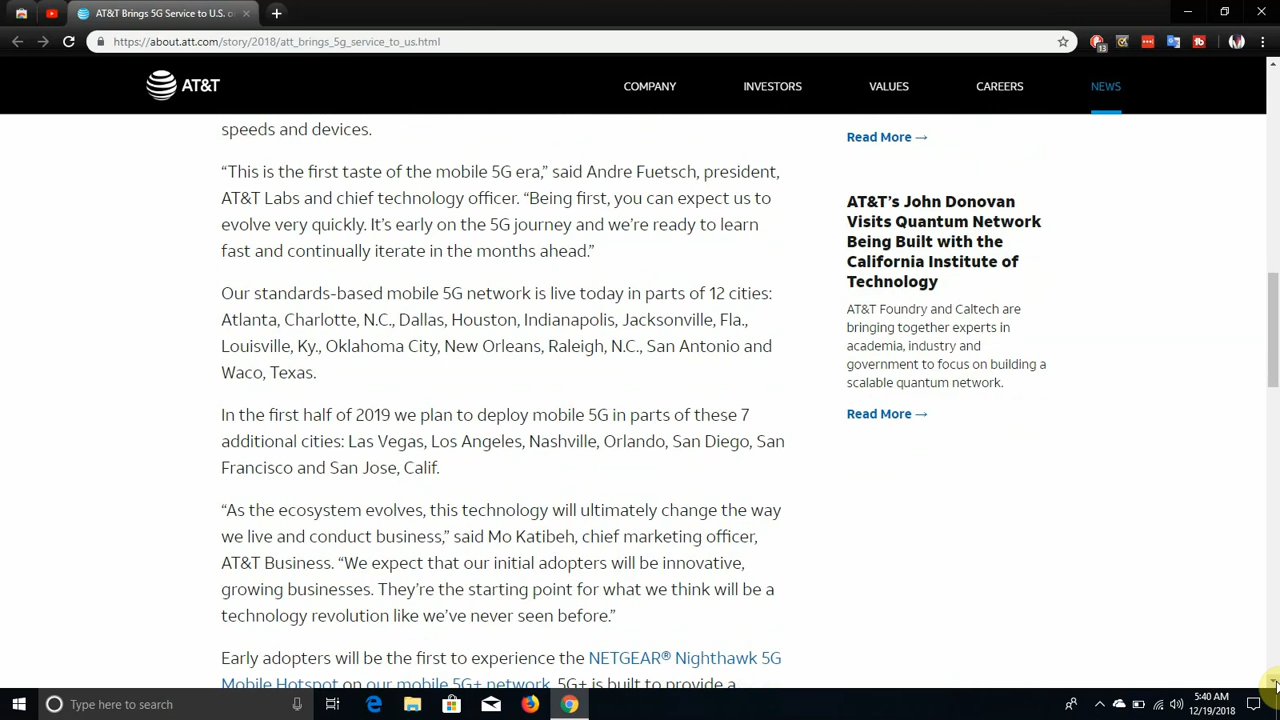 AT&T Brings 5G Service to U.S. o
https://about.att.com/story/2018/att_brings_5g_service_to_us.html
13
AT&T
COMPANY
INVESTORS
VALUES
CAREERS
NEWS
speeds and devices.
“This is the first taste of the mobile 5G era,” said Andre Fuetsch, president,
AT&T Labs and chief technology officer. “Being first, you can expect us to
evolve very quickly. It’s early on the 5G journey and we’re ready to learn
fast and continually iterate in the months ahead.”
Our standards-based mobile 5G network is live today in parts of 12 cities:
Atlanta, Charlotte, N.C., Dallas, Houston, Indianapolis, Jacksonville, Fla.,
Louisville, Ky., Oklahoma City, New Orleans, Raleigh, N.C., San Antonio and
Waco, Texas.
In the first half of 2019 we plan to deploy mobile 5G in parts of these 7
additional cities: Las Vegas, Los Angeles, Nashville, Orlando, San Diego, San
Francisco and San Jose, Calif.
“As the ecosystem evolves, this technology will ultimately change the way
we live and conduct business,” said Mo Katibeh, chief marketing officer,
AT&T Business. “We expect that our initial adopters will be innovative,
growing businesses. They’re the starting point for what we think will be a
technology revolution like we’ve never seen before.”
Early adopters will be the first to experience the NETGEAR® Nighthawk 5G
Mobile Hotspot on our mobile 5G+ network. 5G+ is built to provide a
Read More →
AT&T’s John Donovan
Visits Quantum Network
Being Built with the
California Institute of
Technology
AT&T Foundry and Caltech are
bringing together experts in
academia, industry and
government to focus on building a
scalable quantum network.
Read More →
Type here to search
5:40 AM
12/19/2018